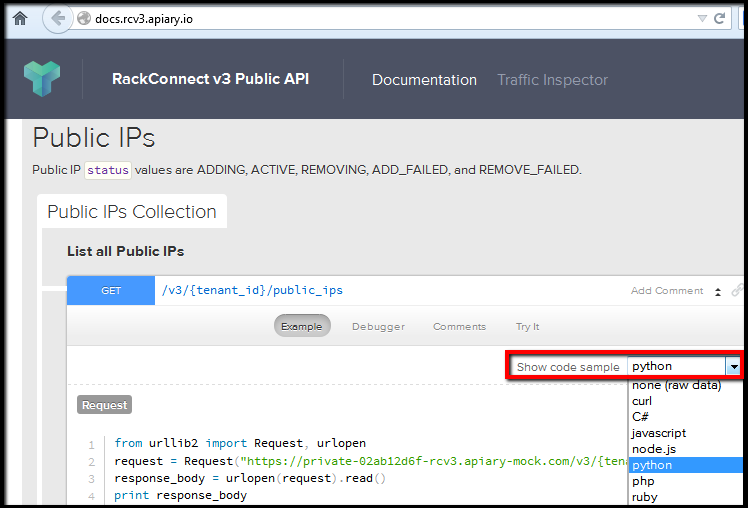 docs.rcv3.apiary.io
RackConnect v3 Public API Documentation Traffic Inspector
Public IPs
Public IP status values are ADDING, ACTIVE, REMOVING, ADD_FAILED, and REMOVE_FAILED.
Public IPs Collection
List all Public IPs
GET /v3/{tenant_id}/public_ips Add Comment
Example Debugger Comments Try It
Show code sample python
none (raw data)
curl
C#
javascript
node.js
python
php
ruby
Request
1 from urllib2 import Request, urlopen
2 request = Request("https://private-02ab12d6f-rcv3.apiary-mock.com/v3/{tena
3 response_body = urlopen(request).read()
4 print response_body